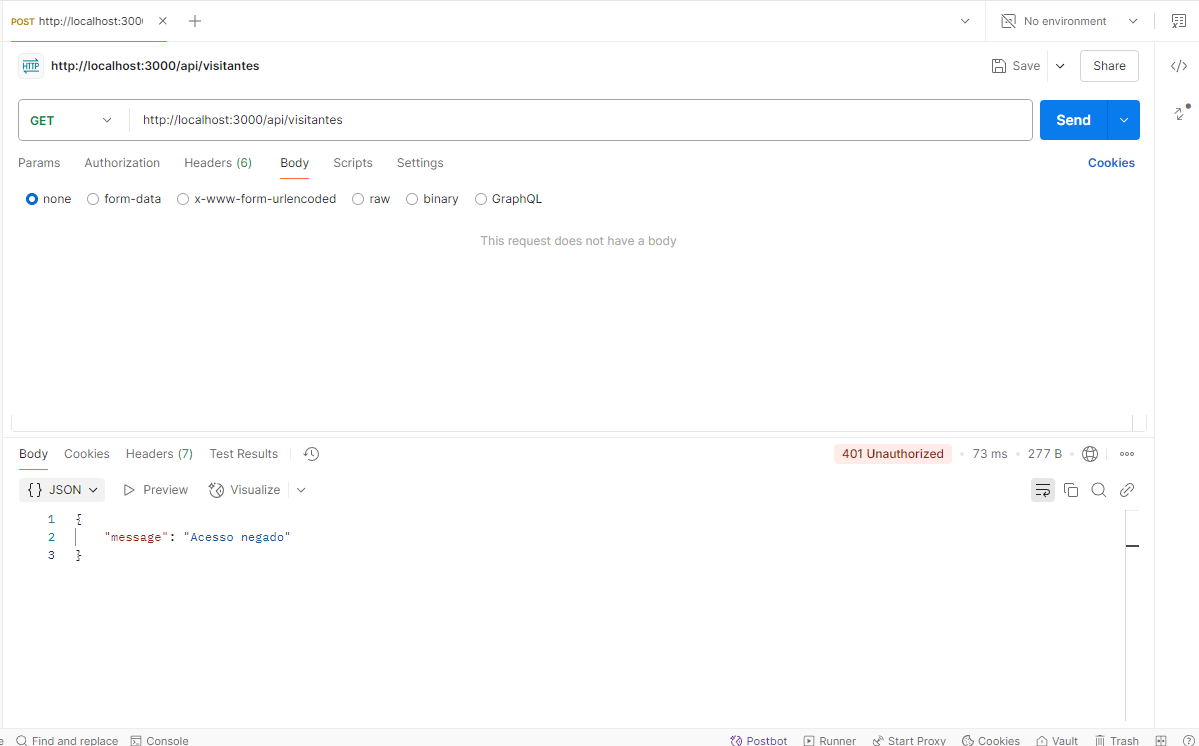 POST http://localhost:300
No environment
HTTP http://localhost:3000/api/visitantes
Save
Share
GET http://localhost:3000/api/visitantes
Send
Params Authorization Headers (6) Body Scripts Settings Cookies
none form-data x-www-form-urlencoded raw binary GraphQL
This request does not have a body
Body Cookies Headers (7) Test Results 401 Unauthorized • 73 ms • 277 B •
{} JSON Preview Visualize
1 {
2 "message": "Acesso negado"
3 }
Find and replace Console Postbot Runner Start Proxy Cookies Vault Trash